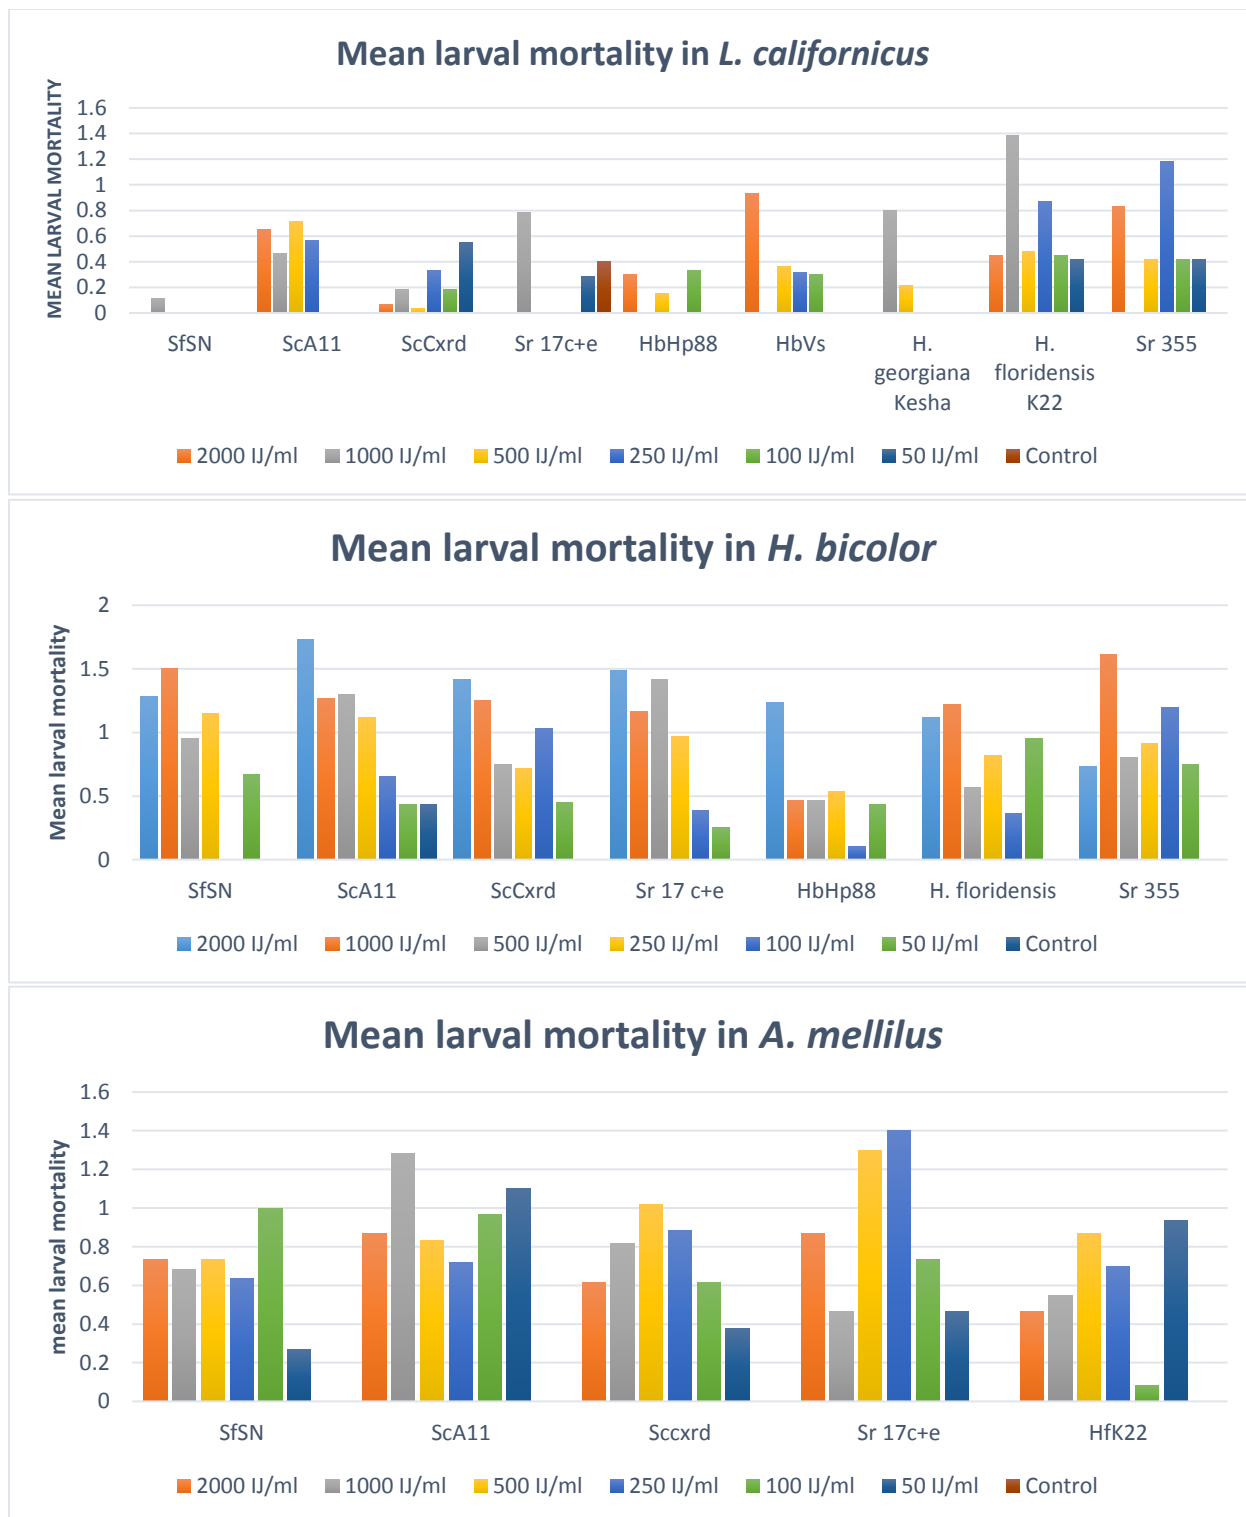 Mean larval mortality in L. californicus
MEAN LARVAL MORTALITY
1.6
1.4
1.2
1
0.8
0.6
0.4
0.2
0
SfSN ScA11 ScCxrd Sr 17c+e HbHp88 HbVs H. georgiana Kesha H. floridensis K22 Sr 355
2000 IJ/ml 1000 IJ/ml 500 IJ/ml 250 IJ/ml 100 IJ/ml 50 IJ/ml Control
Mean larval mortality in H. bicolor
Mean larval mortality
2
1.5
1
0.5
0
SfSN ScA11 ScCxrd Sr 17 c+e HbHp88 H. floridensis Sr 355
2000 IJ/ml 1000 IJ/ml 500 IJ/ml 250 IJ/ml 100 IJ/ml 50 IJ/ml Control
Mean larval mortality in A. mellilus
mean larval mortality
1.6
1.4
1.2
1
0.8
0.6
0.4
0.2
0
SfSN ScA11 Sccxrd Sr 17c+e HfK22
2000 IJ/ml 1000 IJ/ml 500 IJ/ml 250 IJ/ml 100 IJ/ml 50 IJ/ml Control